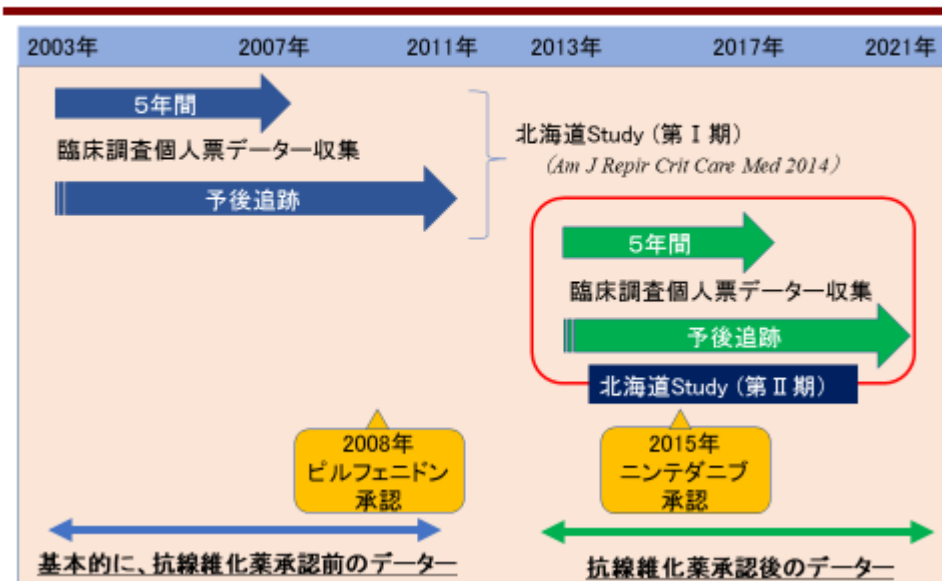 2003年 2007年 2011年 2013年 2017年 2021年
5年間
臨床調査個人票データー収集
予後追跡
北海道Study (第Ⅰ期)
(Am J Repir Crit Care Med 2014)
5年間
臨床調査個人票データー収集
予後追跡
北海道Study (第Ⅱ期)
2008年
ピルフェニドン
承認
2015年
ニンテダニブ
承認
基本的に、抗線維化薬承認前のデーター
抗線維化薬承認後のデーター